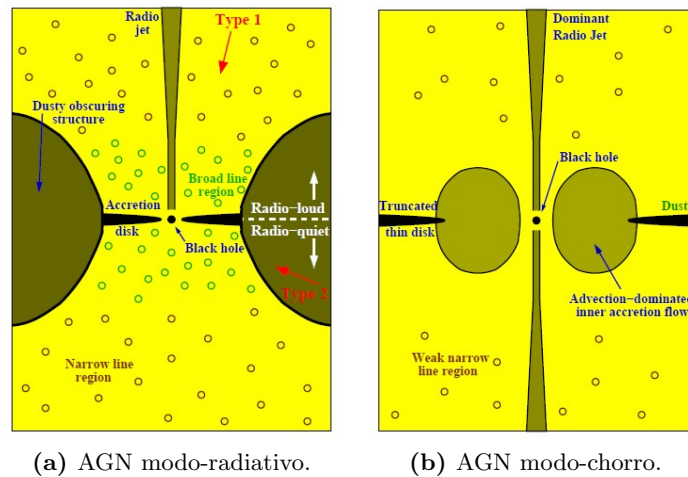 Radio
jet
Type 1
Dusty obscuring
structure
Broad line
region
Accretion
disk
Radio−loud
Radio−quiet
Black hole
Type 2
Narrow line
region
Dominant
Radio Jet
Black hole
Truncated
thin disk
Dust
Advection−dominated
inner accretion flow
Weak narrow
line region
(a) AGN modo-radiativo.
(b) AGN modo-chorro.